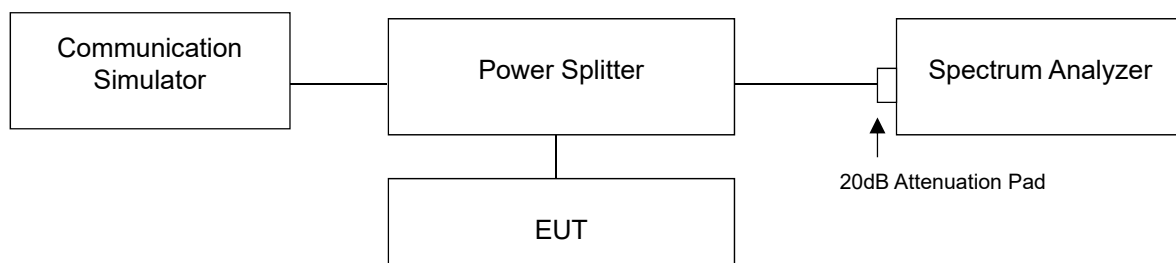 Communication
Simulator
Power Splitter
Spectrum Analyzer
20dB Attenuation Pad
EUT